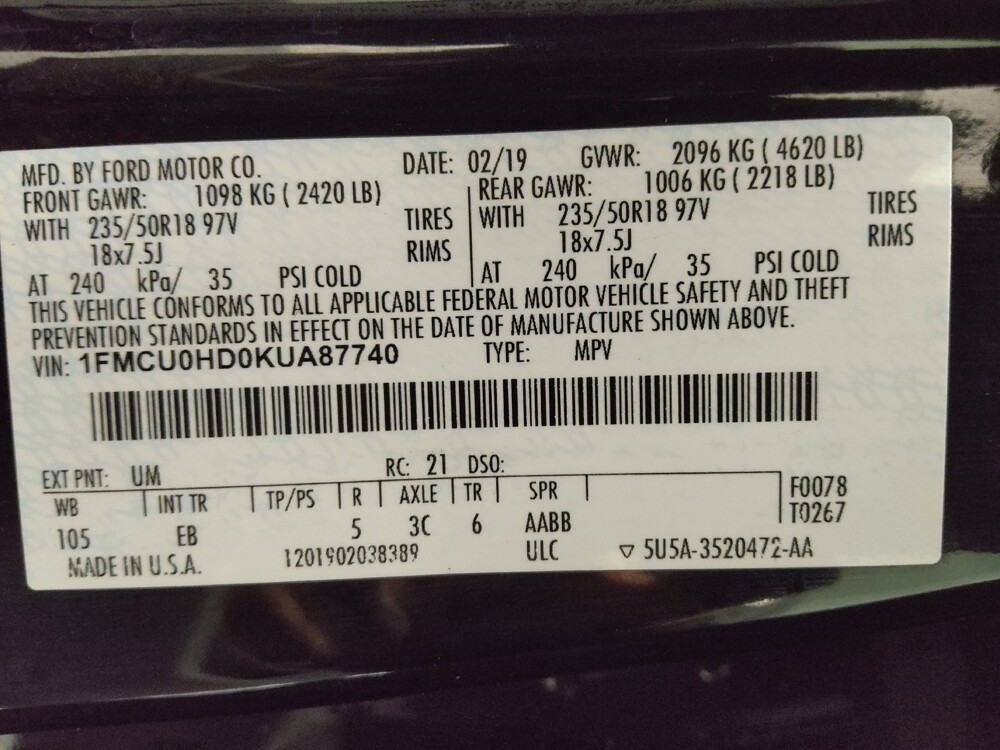 MFD. BY FORD MOTOR CO. DATE: 02/19 GVWR: 2096 KG ( 4620 LB)
FRONT GAWR: 1098 KG ( 2420 LB) REAR GAWR: 1006 KG ( 2218 LB)
WITH 235/50R18 97V TIRES WITH 235/50R18 97V TIRES
18x7.5J RIMS 18x7.5J RIMS
AT 240 kPa/ 35 PSI COLD AT 240 kPa/ 35 PSI COLD
THIS VEHICLE CONFORMS TO ALL APPLICABLE FEDERAL MOTOR VEHICLE SAFETY AND THEFT
PREVENTION STANDARDS IN EFFECT ON THE DATE OF MANUFACTURE SHOWN ABOVE.
VIN: 1FMCU0HD0KUA87740 TYPE: MPV
EXT PNT: UM RC: 21 DSO:
WB INT TR TP/PS R AXLE TR SPR F0078
105 EB 5 3C 6 AABB T0267
MADE IN U.S.A. 1201902038389 ULC ▽ 5U5A-3520472-AA